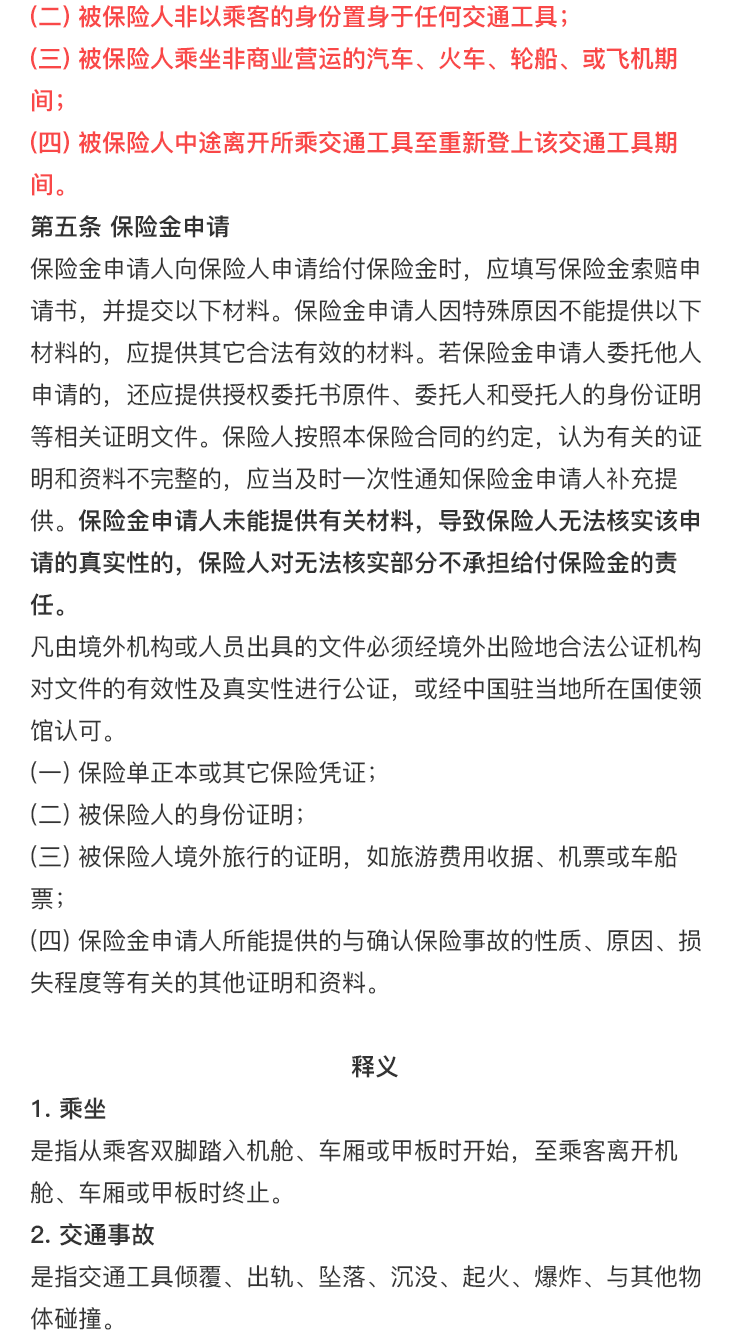 (二) 被保险人非以乘客的身份置身于任何交通工具；
(三) 被保险人乘坐非商业营运的汽车、火车、轮船、或飞机期
间；
(四) 被保险人中途离开所乘交通工具至重新登上该交通工具期
间。
第五条 保险金申请
保险金申请人向保险人申请给付保险金时，应填写保险金索赔申
请书，并提交以下材料。保险金申请人因特殊原因不能提供以下
材料的，应提供其它合法有效的材料。若保险金申请人委托他人
申请的，还应提供授权委托书原件、委托人和受托人的身份证明
等相关证明文件。保险人按照本保险合同的约定，认为有关的证
明和资料不完整的，应当及时一次性通知保险金申请人补充提
供。保险金申请人未能提供有关材料，导致保险人无法核实该申
请的真实性的，保险人对无法核实部分不承担给付保险金的责
任。
凡由境外机构或人员出具的文件必须经境外出险地合法公证机构
对文件的有效性及真实性进行公证，或经中国驻当地所在国使领
馆认可。
(一) 保险单正本或其它保险凭证；
(二) 被保险人的身份证明；
(三) 被保险人境外旅行的证明，如旅游费用收据、机票或车船
票；
(四) 保险金申请人所能提供的与确认保险事故的性质、原因、损
失程度等有关的其他证明和资料。
释义
1. 乘坐
是指从乘客双脚踏入机舱、车厢或甲板时开始，至乘客离开机
舱、车厢或甲板时终止。
2. 交通事故
是指交通工具倾覆、出轨、坠落、沉没、起火、爆炸、与其他物
体碰撞。